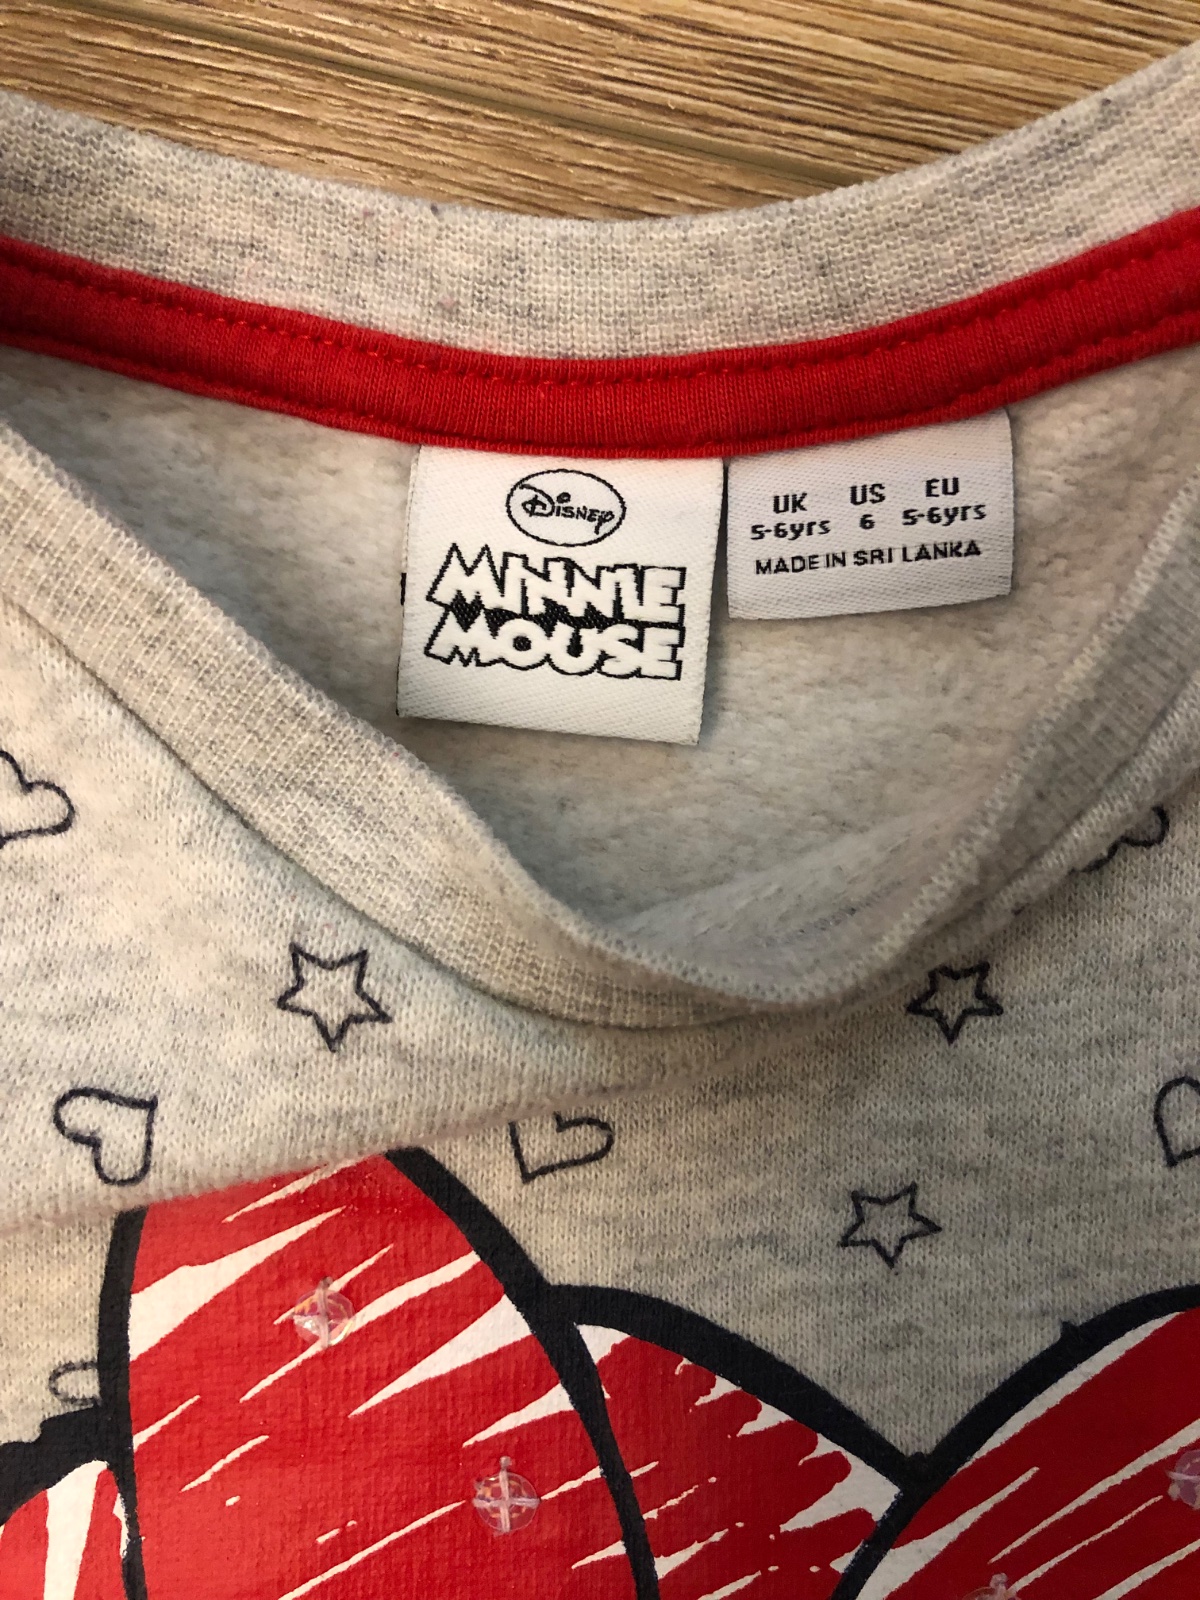 Disney
MINNIE
MOUSE
UK US EU
5-6yrs 6 5-6yrs
MADE IN SRI LANKA